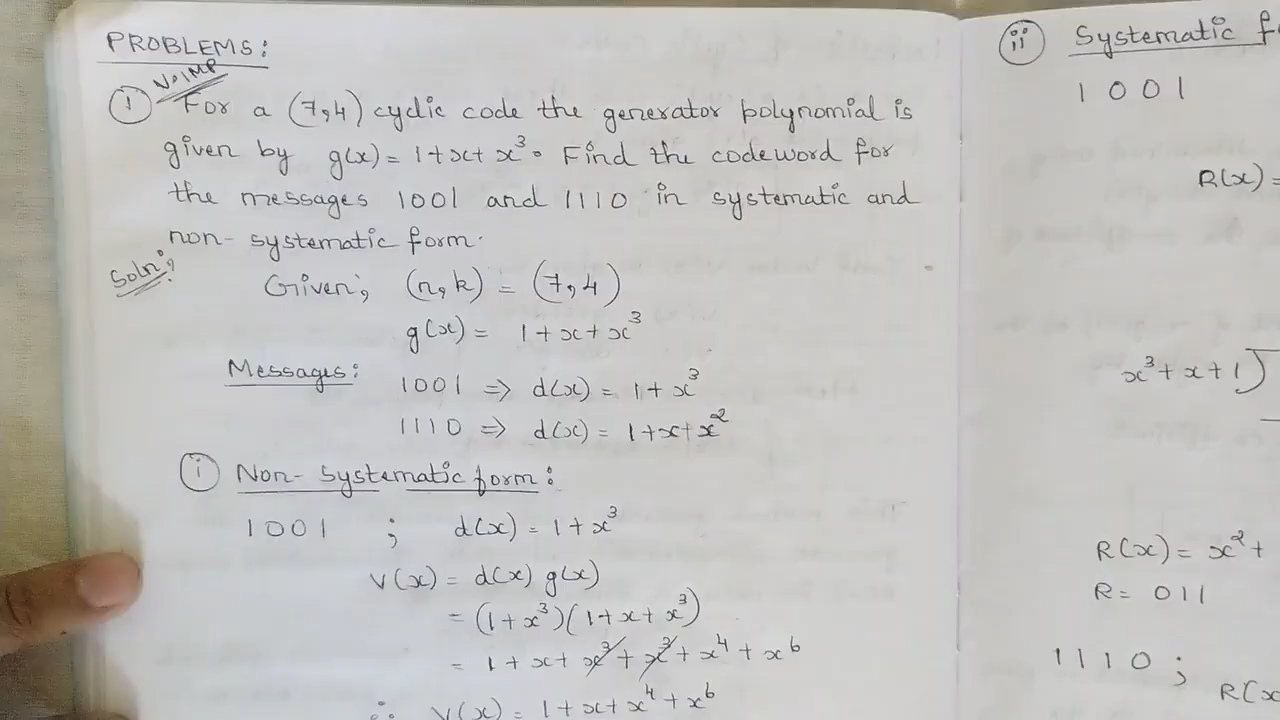 PROBLEMS:
V.IMP
① For a (7,4) cyclic code the generator polynomial is
given by g(x) = 1+x+x³. Find the codeword for
the messages 1001 and 1110 in systematic and
non-systematic form.
Soln:
Given; (n,k) = (7,4)
g(x) = 1+x+x³
Messages:
1001 => d(x) = 1+x³
1110 => d(x) = 1+x+x²
ⓘ Non-Systematic form:
1001 ; d(x) = 1+x³
V(x) = d(x) g(x)
= (1+x³)(1+x+x³)
= 1+x+x³+x³+x⁴+x⁶
∴ V(x) = 1+x+x⁴+x⁶
ⓘⓘ Systematic
1001
R(x) =
x³+x+1)
R(x) = x²+
R = 011
1110 ;
R(x